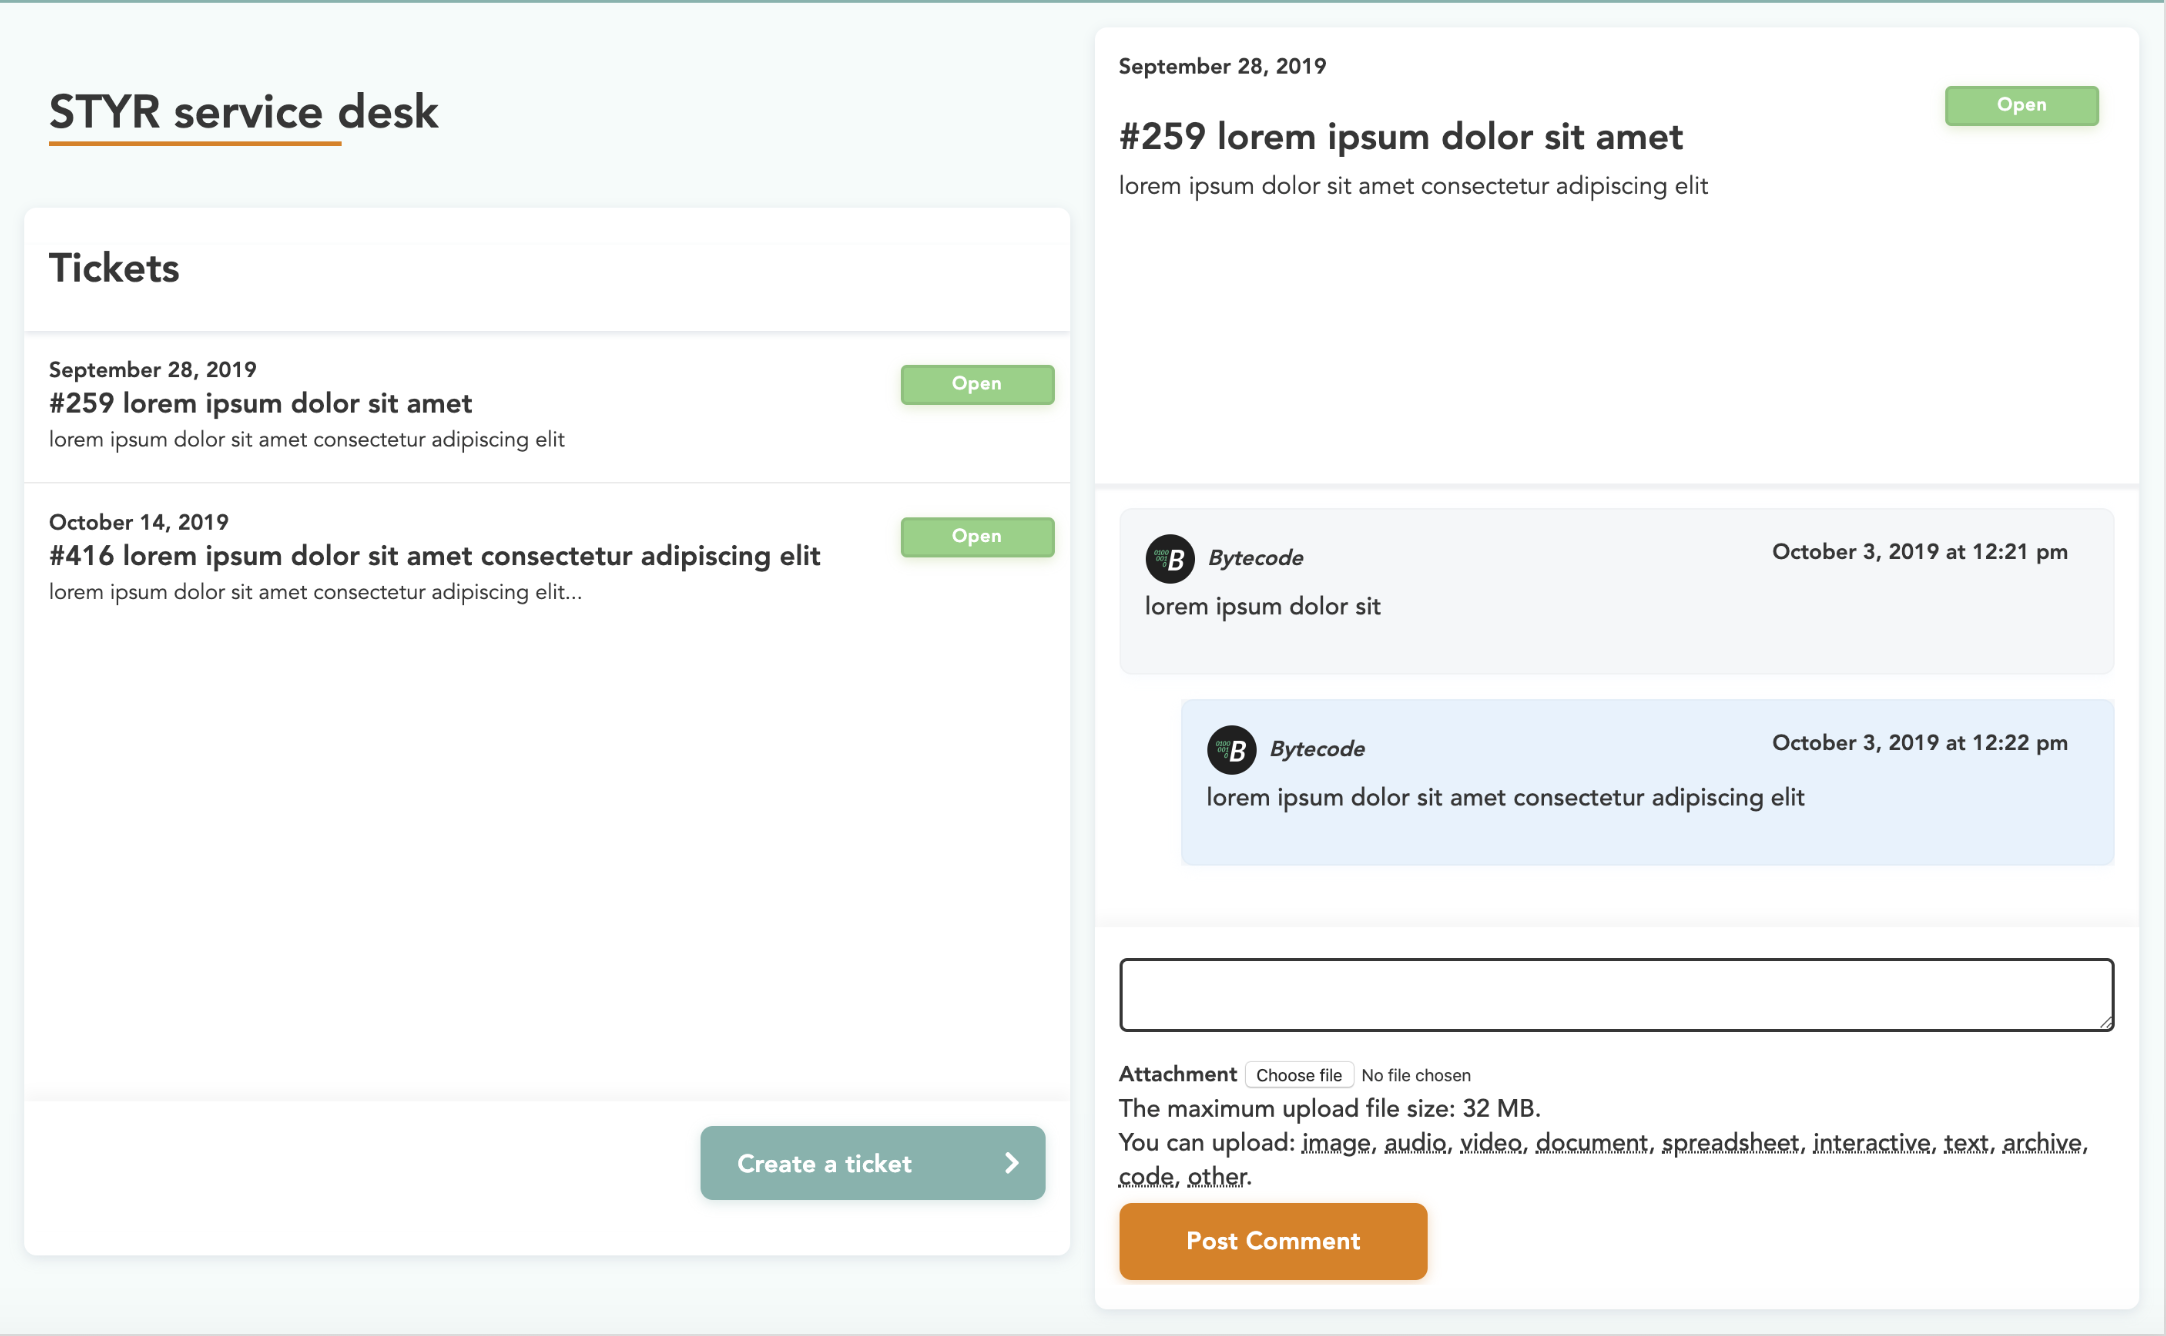 STYR service desk
Tickets
September 28, 2019
#259 lorem ipsum dolor sit amet
lorem ipsum dolor sit amet consectetur adipiscing elit
Open
October 14, 2019
#416 lorem ipsum dolor sit amet consectetur adipiscing elit
lorem ipsum dolor sit amet consectetur adipiscing elit...
Open
Create a ticket
September 28, 2019
Open
#259 lorem ipsum dolor sit amet
lorem ipsum dolor sit amet consectetur adipiscing elit
B
Bytecode
October 3, 2019 at 12:21 pm
lorem ipsum dolor sit
B
Bytecode
October 3, 2019 at 12:22 pm
lorem ipsum dolor sit amet consectetur adipiscing elit
Attachment Choose file No file chosen
The maximum upload file size: 32 MB.
You can upload: image, audio, video, document, spreadsheet, interactive, text, archive,
code, other.
Post Comment